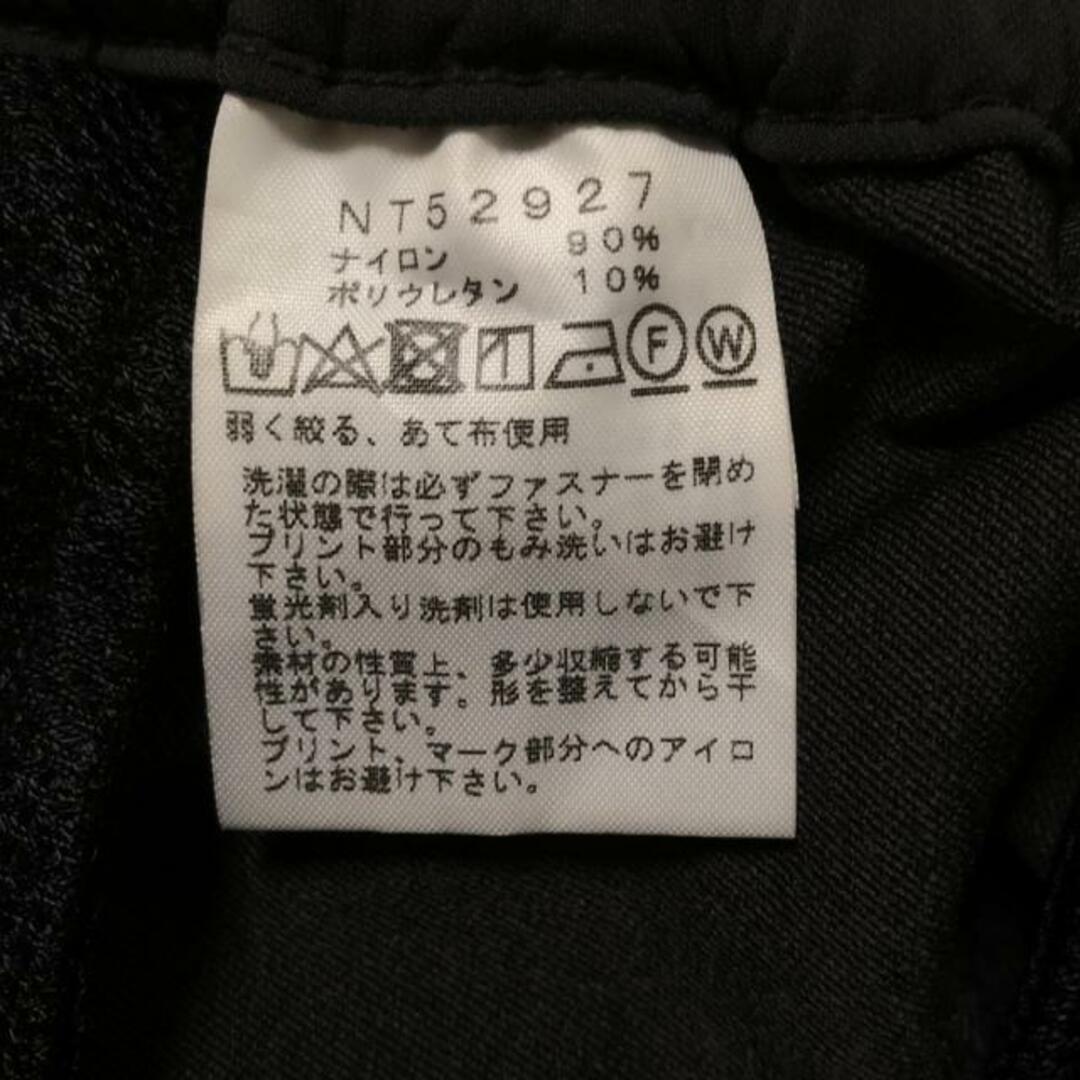 NT52927
ナイロン 90%
ポリウレタン 10%
F W
弱く絞る、あて布使用
洗濯の際は必ずファスナーを閉め
た状態で行って下さい。
プリント部分のもみ洗いはお避け
下さい。
蛍光剤入り洗剤は使用しないで下
さい。
素材の性質上、多少収縮する可能
性があります。形を整えてから干
して下さい。
プリント、マーク部分へのアイロ
ンはお避け下さい。